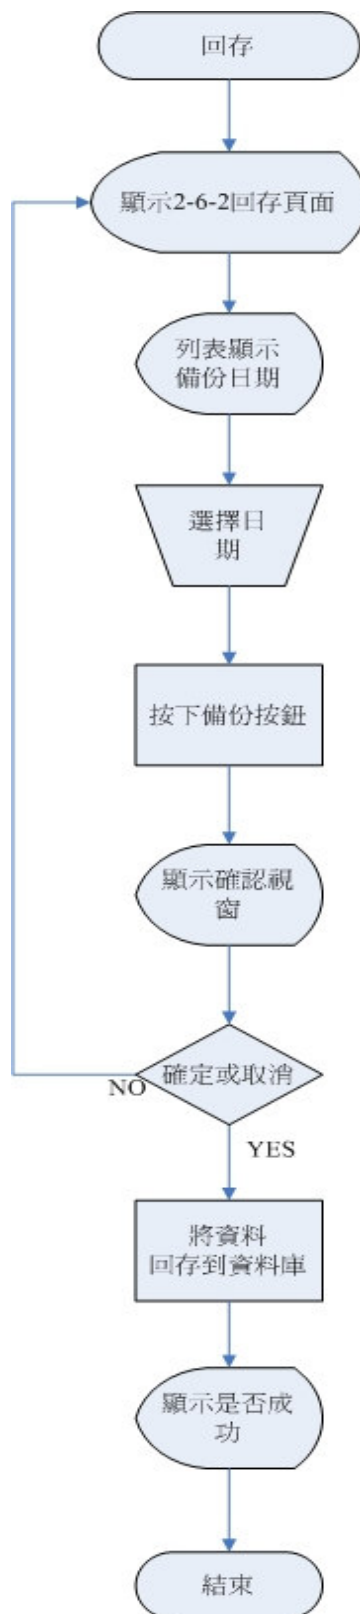 回存
顯示2-6-2回存頁面
列表顯示
備份日期
選擇日
期
按下備份按鈕
顯示確認視
窗
確定或取消
NO
YES
將資料
回存到資料庫
顯示是否成
功
結束